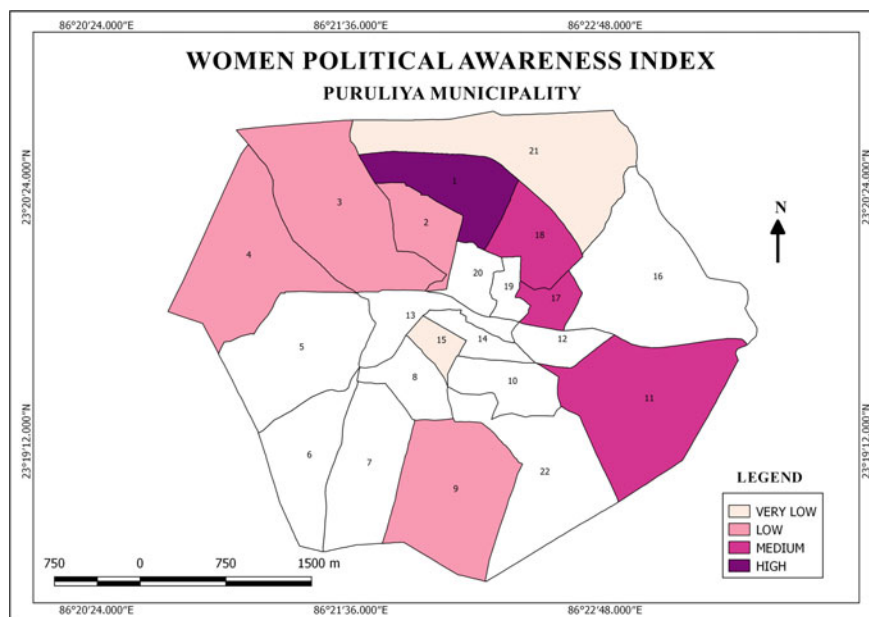 86°20'24.000"E 86°21'36.000"E 86°22'48.000"E
WOMEN POLITICAL AWARENESS INDEX
PURULIYA MUNICIPALITY
23°20'24.000"N
23°20'24.000"N
N
21
1
3
2
18
4
20
19
16
17
13
12
15
14
5
8
10
11
6
7
9
22
23°19'12.000"N
23°19'12.000"N
LEGEND
VERY LOW
LOW
MEDIUM
HIGH
750 0 750 1500 m
86°20'24.000"E 86°21'36.000"E 86°22'48.000"E